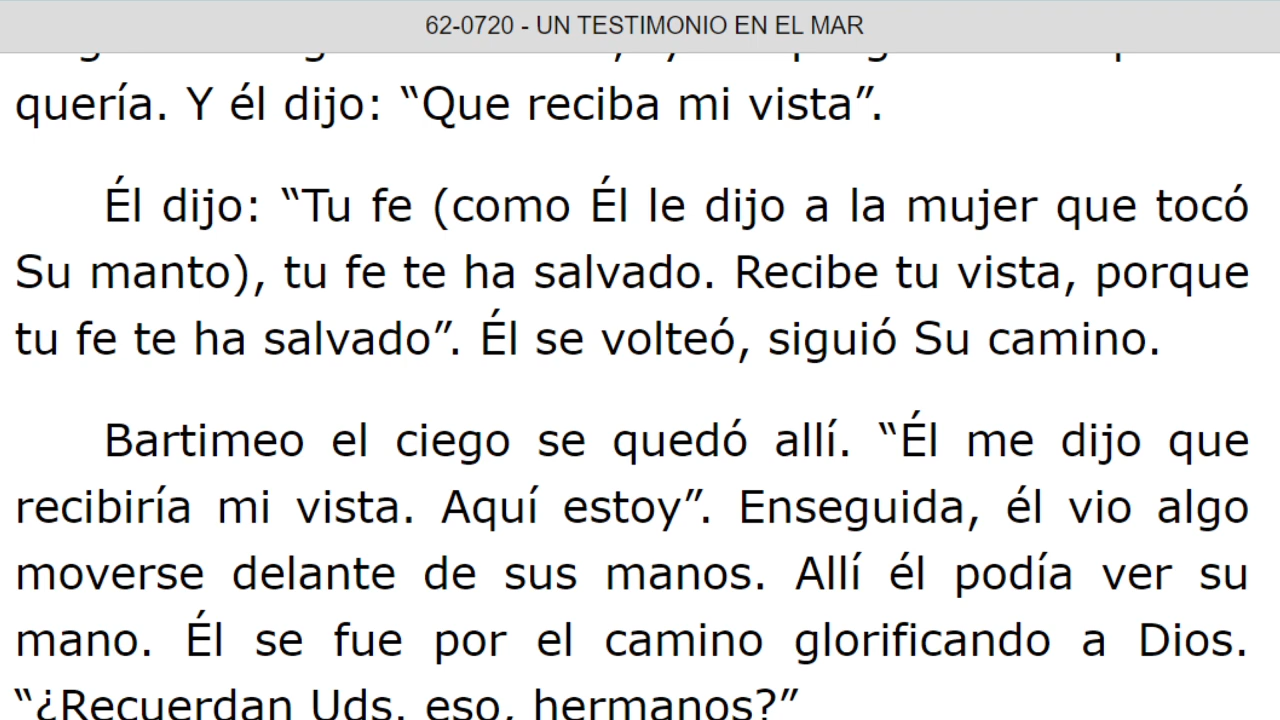 62-0720 - UN TESTIMONIO EN EL MAR
quería. Y él dijo: “Que reciba mi vista”.
Él dijo: “Tu fe (como Él le dijo a la mujer que tocó
Su manto), tu fe te ha salvado. Recibe tu vista, porque
tu fe te ha salvado”. Él se volteó, siguió Su camino.
Bartimeo el ciego se quedó allí. “Él me dijo que
recibiría mi vista. Aquí estoy”. Enseguida, él vio algo
moverse delante de sus manos. Allí él podía ver su
mano. Él se fue por el camino glorificando a Dios.
“¿Recuerdan Uds. eso, hermanos?”